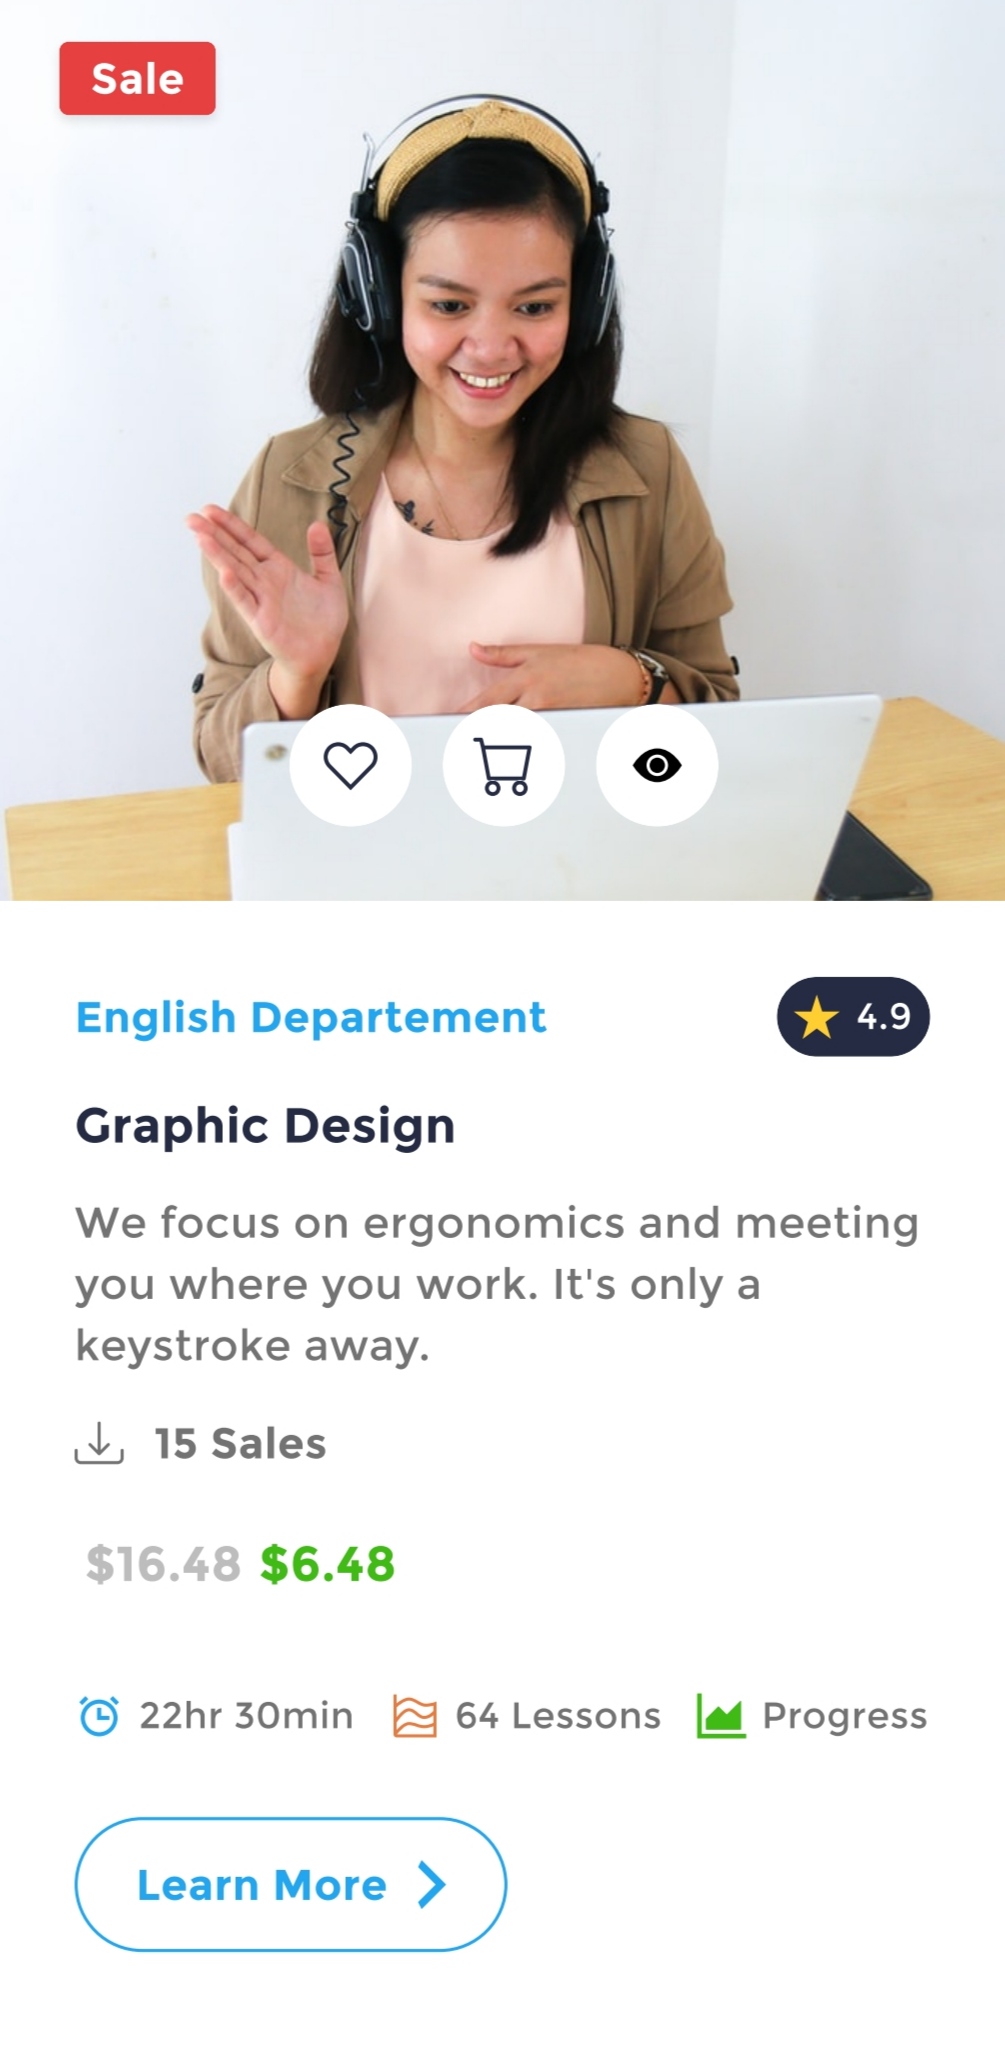 Sale
English Departement
4.9
Graphic Design
We focus on ergonomics and meeting
you where you work. It's only a
keystroke away.
15 Sales
$16.48 $6.48
22hr 30min 64 Lessons Progress
Learn More